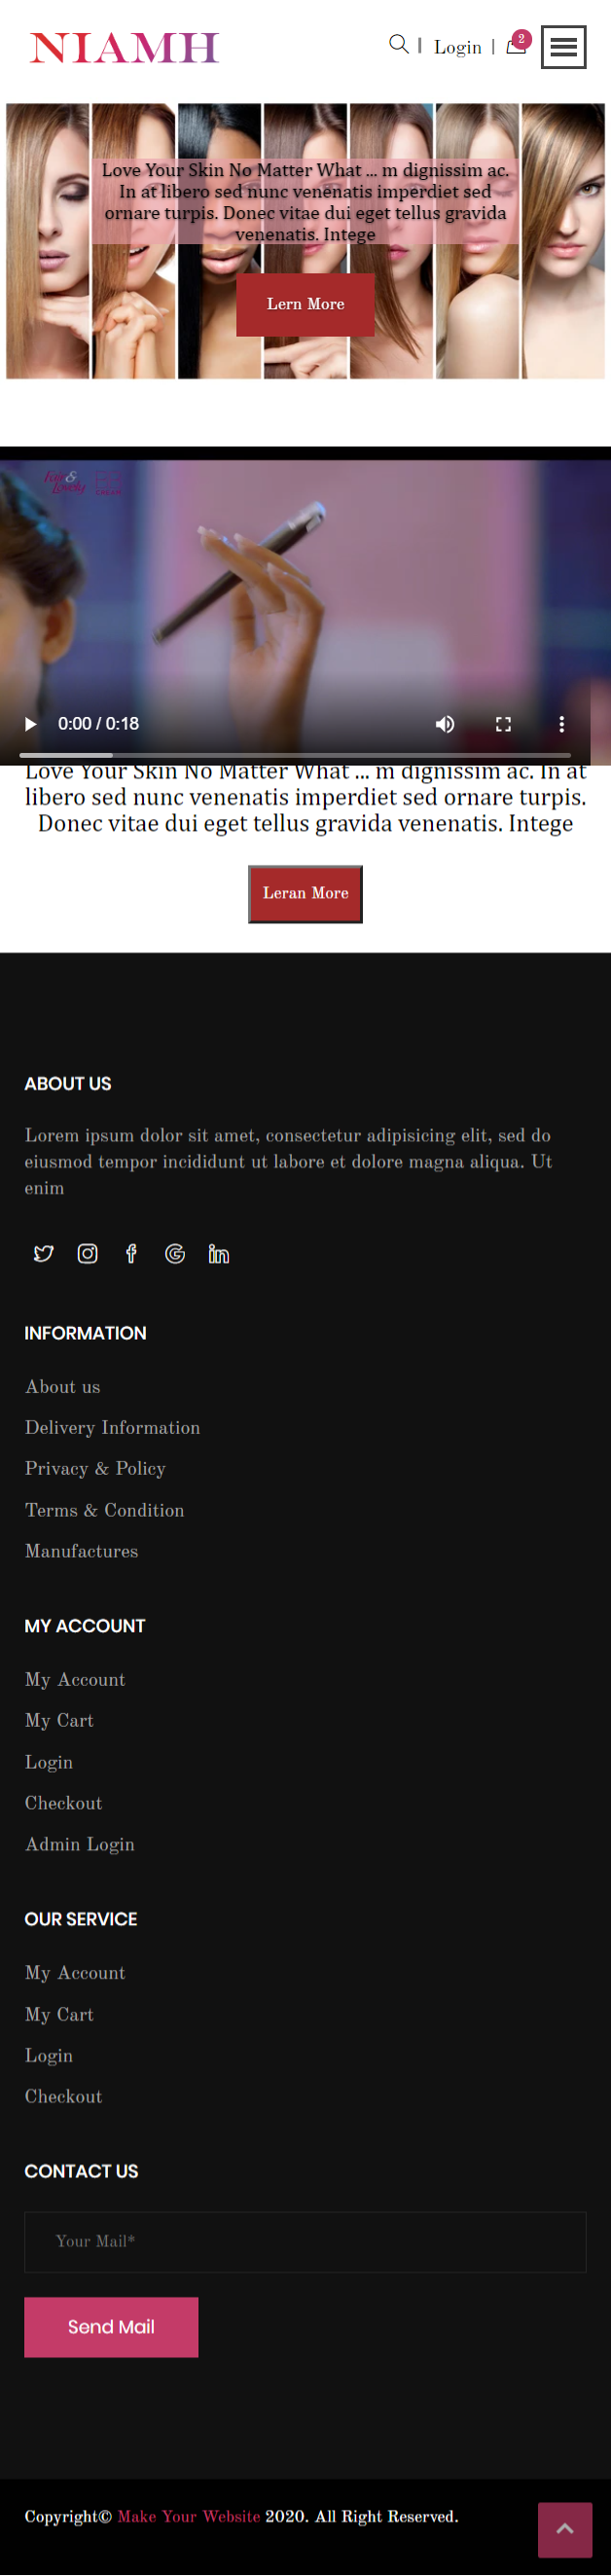 NIAMH
Login
2
Love Your Skin No Matter What ... m dignissim ac.
In at libero sed nunc venenatis imperdiet sed
ornare turpis. Donec vitae dui eget tellus gravida
venenatis. Intege
Lern More
Fair & Lovely BB CREAM
0:00 / 0:18
Love Your Skin No Matter What ... m dignissim ac. In at
libero sed nunc venenatis imperdiet sed ornare turpis.
Donec vitae dui eget tellus gravida venenatis. Intege
Leran More
ABOUT US
Lorem ipsum dolor sit amet, consectetur adipisicing elit, sed do
eiusmod tempor incididunt ut labore et dolore magna aliqua. Ut
enim
INFORMATION
About us
Delivery Information
Privacy & Policy
Terms & Condition
Manufactures
MY ACCOUNT
My Account
My Cart
Login
Checkout
Admin Login
OUR SERVICE
My Account
My Cart
Login
Checkout
CONTACT US
Your Mail*
Send Mail
Copyright© Make Your Website 2020. All Right Reserved.